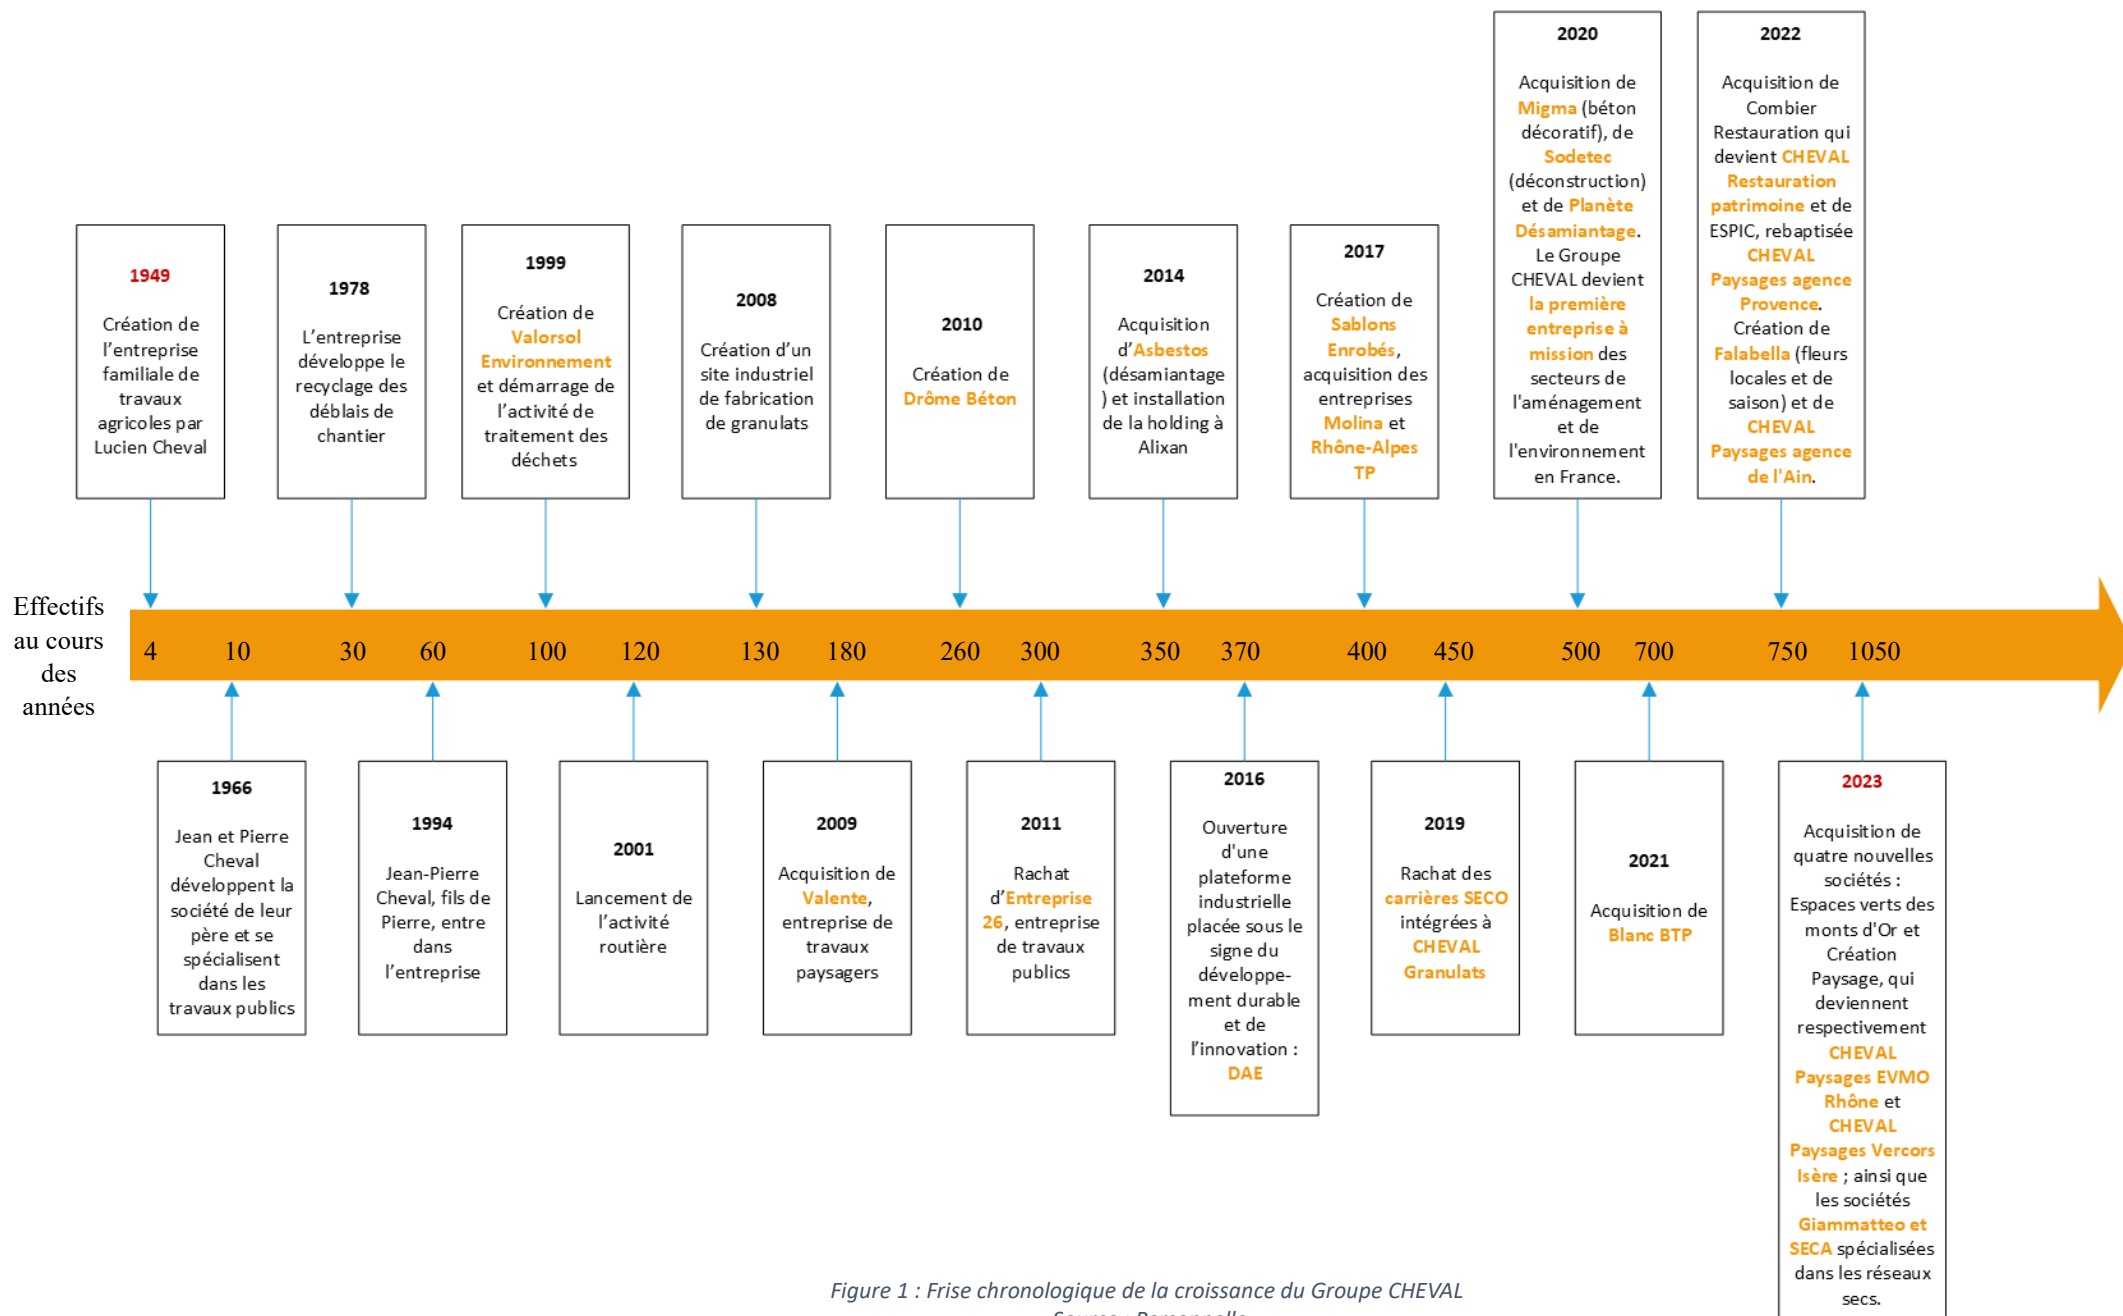 2020
Acquisition de
Migma (béton
décoratif), de
Sodetec
(déconstruction)
et de Planète
Désamiantage.
Le Groupe
CHEVAL devient
la première
entreprise à
mission des
secteurs de
l'aménagement
et de
l'environnement
en France.
2022
Acquisition de
Combier
Restauration qui
devient CHEVAL
Restauration
patrimoine et de
ESPIC, rebaptisée
CHEVAL
Paysages agence
Provence.
Création de
Falabella (fleurs
locales et de
saison) et de
CHEVAL
Paysages agence
de l'Ain.
1949
Création de
l’entreprise
familiale de
travaux
agricoles par
Lucien Cheval
1978
L’entreprise
développe le
recyclage des
déblais de
chantier
1999
Création de
Valorsol
Environnement
et démarrage de
l’activité de
traitement des
déchets
2008
Création d’un
site industriel
de fabrication
de granulats
2010
Création de
Drôme Béton
2014
Acquisition
d’Asbestos
(désamiantage
) et installation
de la holding à
Alixan
2017
Création de
Sablons
Enrobés,
acquisition des
entreprises
Molina et
Rhône-Alpes
TP
Effectifs
au cours
des
années
4 10 30 60 100 120 130 180 260 300 350 370 400 450 500 700 750 1050
1966
Jean et Pierre
Cheval
développent la
société de leur
père et se
spécialisent
dans les
travaux publics
1994
Jean-Pierre
Cheval, fils de
Pierre, entre
dans
l’entreprise
2001
Lancement de
l’activité
routière
2009
Acquisition de
Valente,
entreprise de
travaux
paysagers
2011
Rachat
d’Entreprise
26, entreprise
de travaux
publics
2016
Ouverture
d'une
plateforme
industrielle
placée sous le
signe du
développe-
ment durable
et de
l’innovation :
DAE
2019
Rachat des
carrières SECO
intégrées à
CHEVAL
Granulats
2021
Acquisition de
Blanc BTP
2023
Acquisition de
quatre nouvelles
sociétés :
Espaces verts des
monts d'Or et
Création
Paysage, qui
deviennent
respectivement
CHEVAL
Paysages EVMO
Rhône et
CHEVAL
Paysages Vercors
Isère ; ainsi que
les sociétés
Giammatteo et
SECA spécialisées
dans les réseaux
secs.
Figure 1 : Frise chronologique de la croissance du Groupe CHEVAL
Source : Personnelle